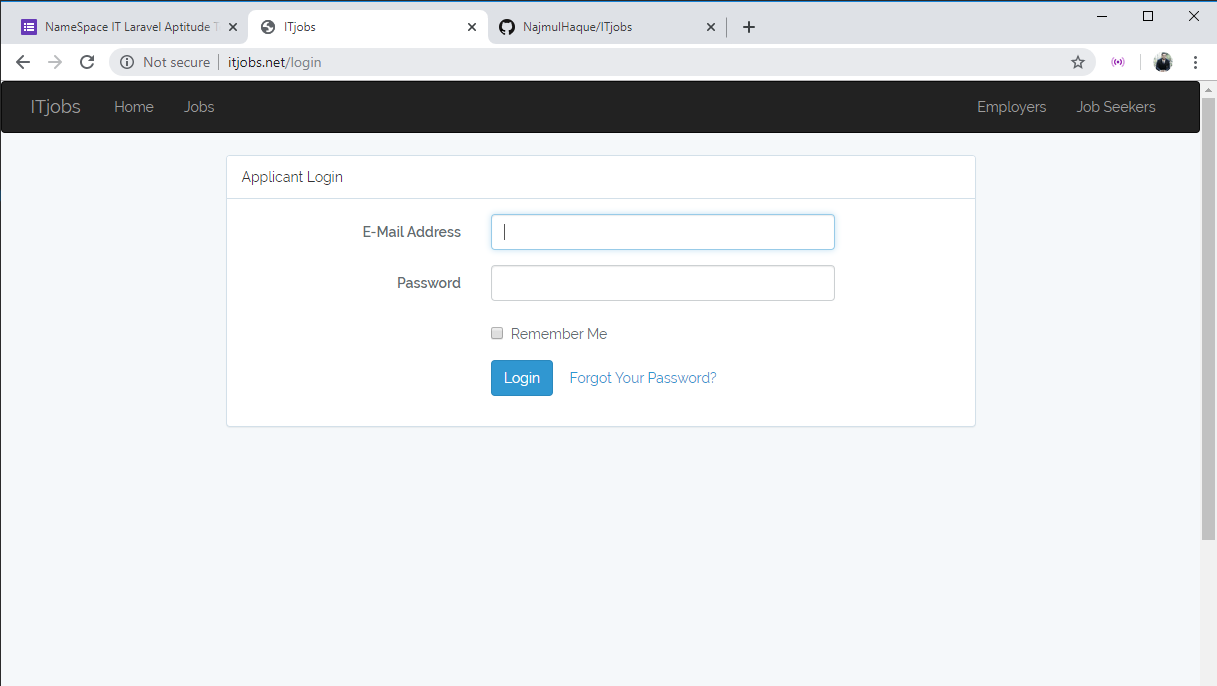 NameSpace IT Laravel Aptitude T
ITjobs
NajmulHaque/ITjobs
Not secure
itjobs.net/login
ITjobs
Home
Jobs
Employers
Job Seekers
Applicant Login
E-Mail Address
Password
Remember Me
Login
Forgot Your Password?